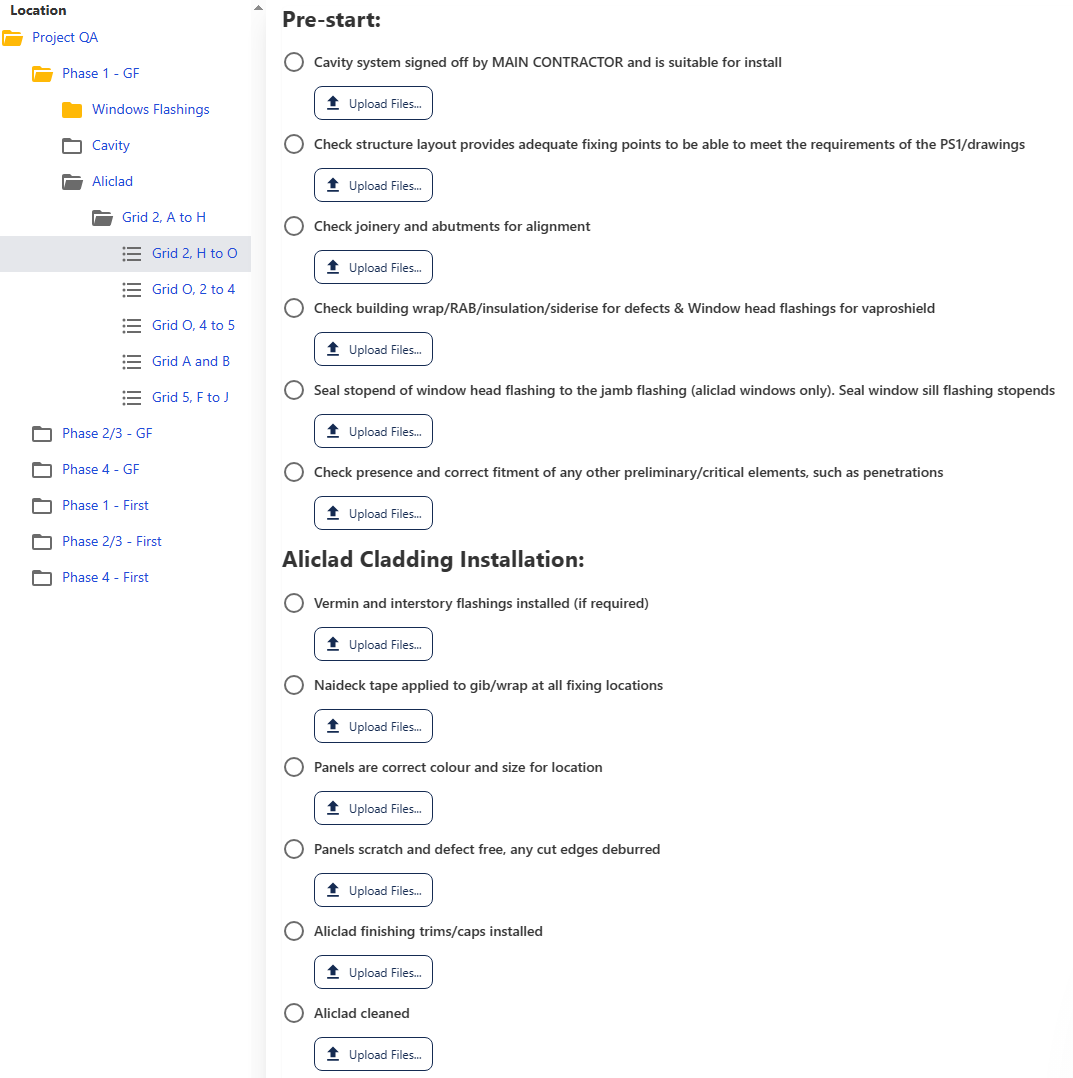 Location
Project QA
Phase 1 - GF
Windows Flashings
Cavity
Aliclad
Grid 2, A to H
Grid 2, H to O
Grid O, 2 to 4
Grid O, 4 to 5
Grid A and B
Grid 5, F to J
Phase 2/3 - GF
Phase 4 - GF
Phase 1 - First
Phase 2/3 - First
Phase 4 - First
Pre-start:
Cavity system signed off by MAIN CONTRACTOR and is suitable for install
Upload Files...
Check structure layout provides adequate fixing points to be able to meet the requirements of the PS1/drawings
Upload Files...
Check joinery and abutments for alignment
Upload Files...
Check building wrap/RAB/insulation/siderise for defects & Window head flashings for vaproshield
Upload Files...
Seal stopend of window head flashing to the jamb flashing (aliclad windows only). Seal window sill flashing stopends
Upload Files...
Check presence and correct fitment of any other preliminary/critical elements, such as penetrations
Upload Files...
Aliclad Cladding Installation:
Vermin and interstory flashings installed (if required)
Upload Files...
Naideck tape applied to gib/wrap at all fixing locations
Upload Files...
Panels are correct colour and size for location
Upload Files...
Panels scratch and defect free, any cut edges deburred
Upload Files...
Aliclad finishing trims/caps installed
Upload Files...
Aliclad cleaned
Upload Files...